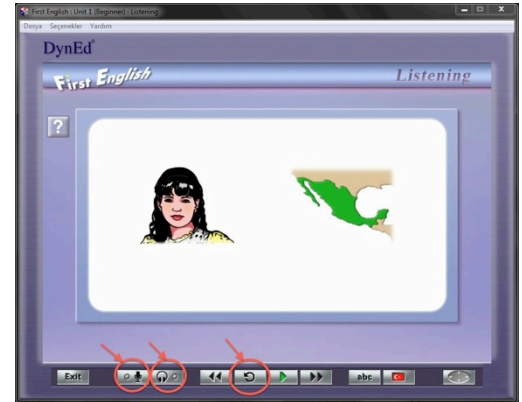 First English : Unit 1 (Beginner) : Listening
Dosya Seçenekler Yardım
DynEd®
First English
Listening
?
Exit
abc